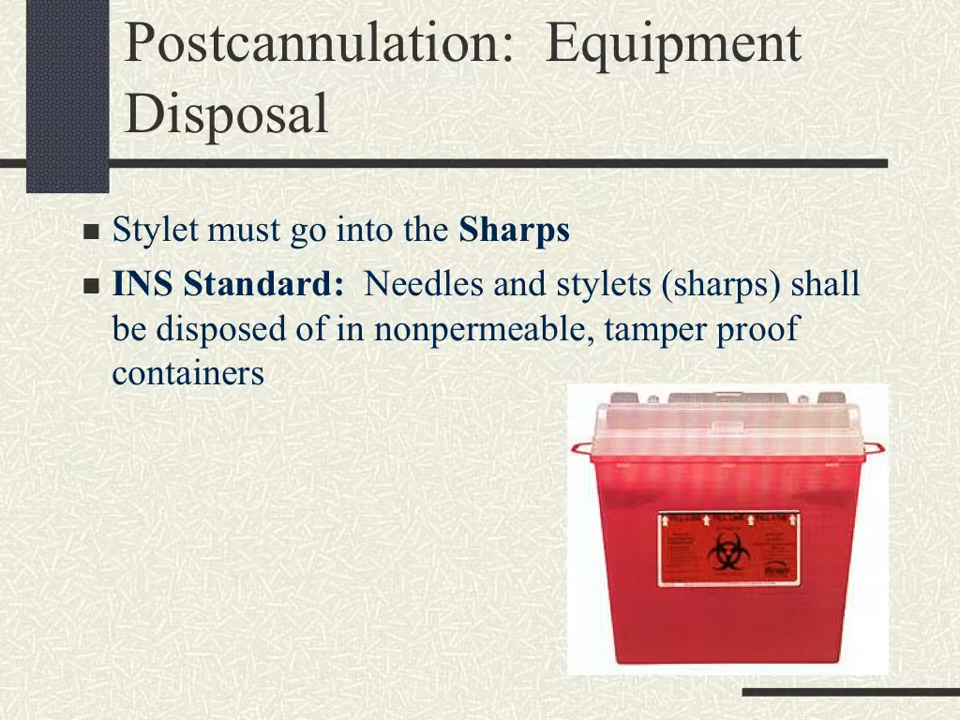 Postcannulation: Equipment
Disposal
Stylet must go into the Sharps
INS Standard: Needles and stylets (sharps) shall
be disposed of in nonpermeable, tamper proof
containers